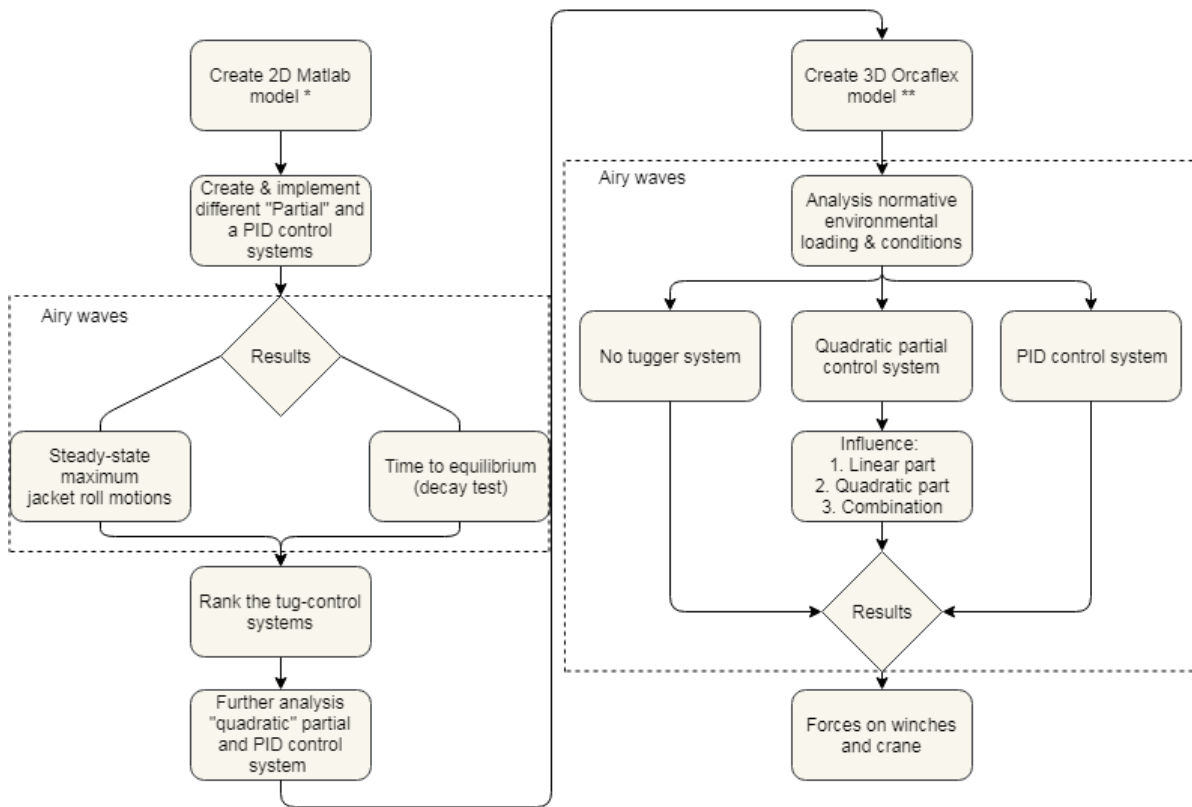 Create 2D Matlab
model *
Create & implement
different "Partial" and
a PID control
systems
Airy waves
Results
Steady-state
maximum
jacket roll motions
Time to equilibrium
(decay test)
Rank the tug-control
systems
Further analysis
"quadratic" partial
and PID control
system
Create 3D Orcaflex
model **
Airy waves
Analysis normative
environmental
loading & conditions
No tugger system
Quadratic partial
control system
PID control system
Influence:
1. Linear part
2. Quadratic part
3. Combination
Results
Forces on winches
and crane